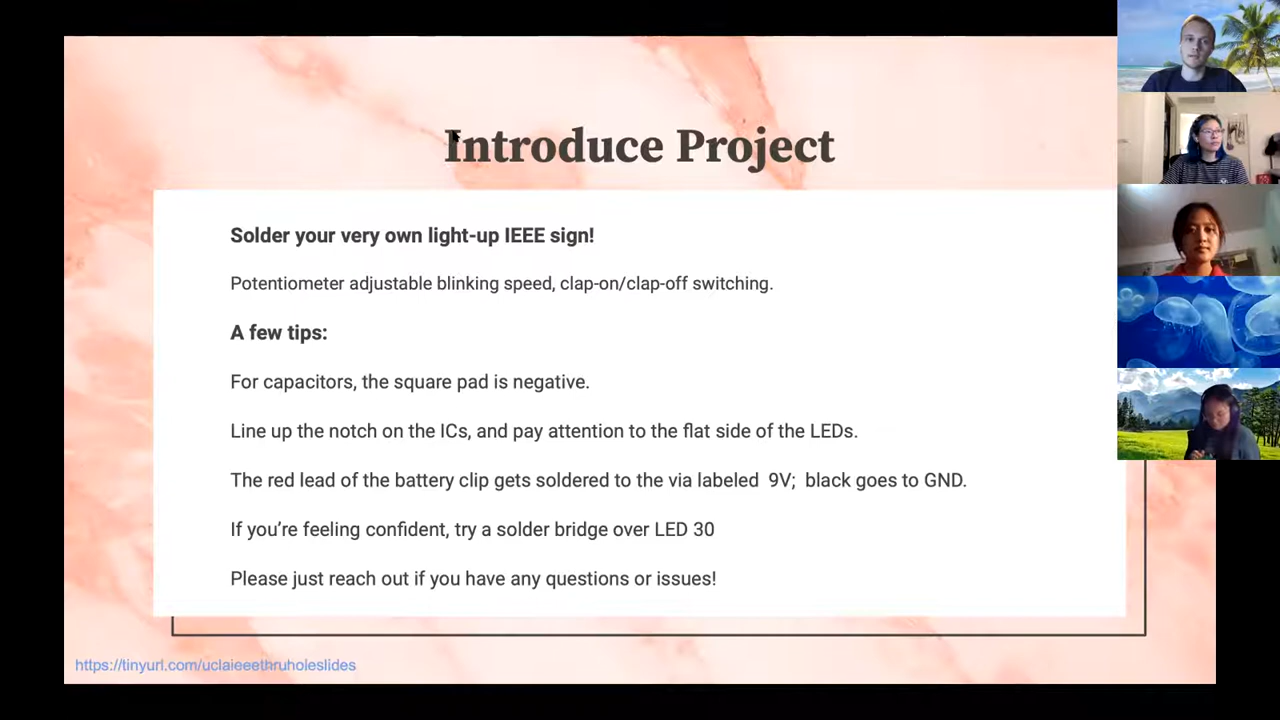 Introduce Project
Solder your very own light-up IEEE sign!
Potentiometer adjustable blinking speed, clap-on/clap-off switching.
A few tips:
For capacitors, the square pad is negative.
Line up the notch on the ICs, and pay attention to the flat side of the LEDs.
The red lead of the battery clip gets soldered to the via labeled  9V;  black goes to GND.
If you’re feeling confident, try a solder bridge over LED 30
Please just reach out if you have any questions or issues!
https://tinyurl.com/uclaieeethruholeslides